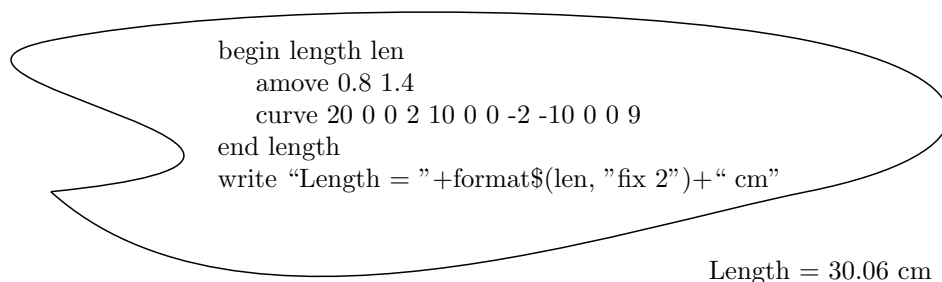 begin length len
amove 0.8 1.4
curve 20 0 0 2 10 0 0 -2 -10 0 0 9
end length
write “Length = ”+format$(len, ”fix 2”)+“ cm”
Length = 30.06 cm